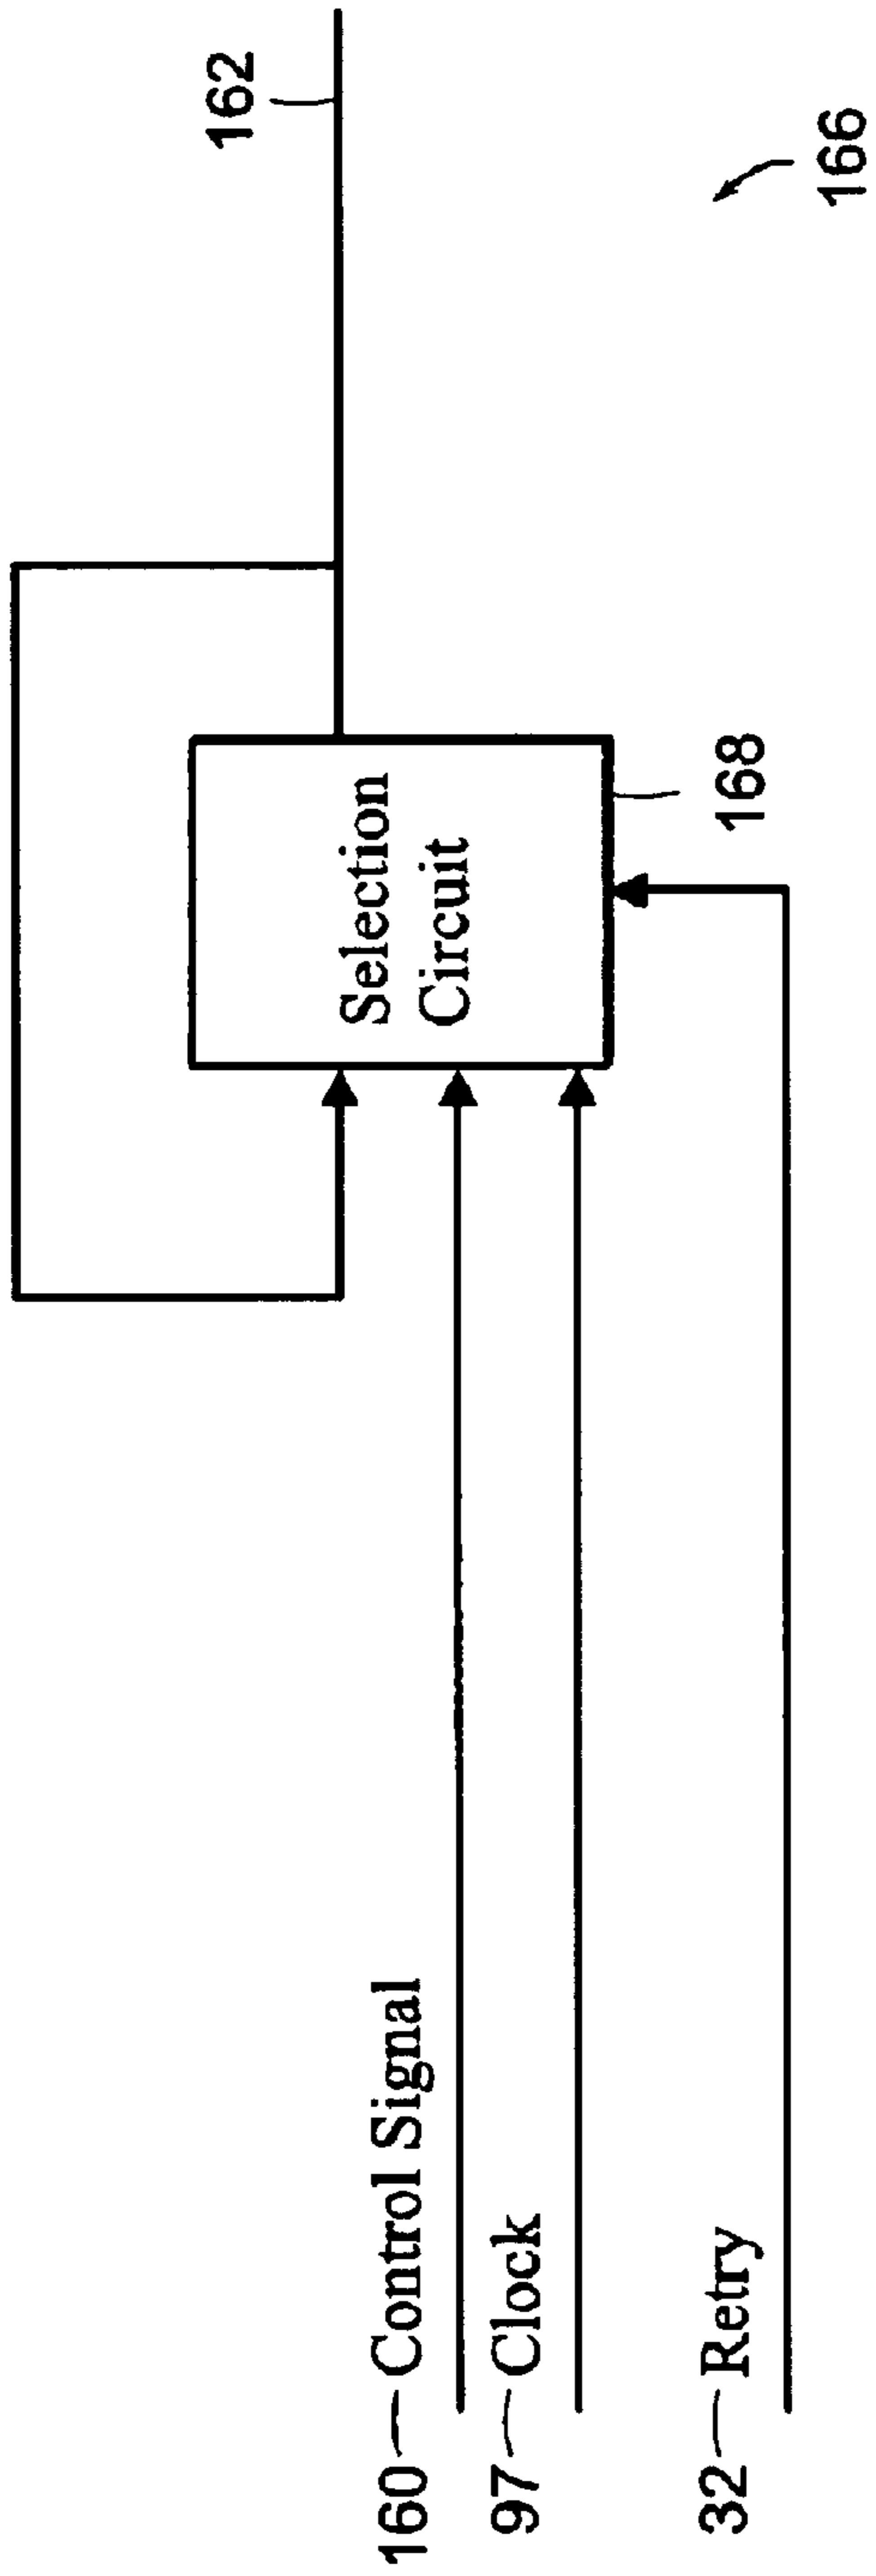 162
Selection
Circuit
160 Control Signal
97 Clock
168
32 Retry
166